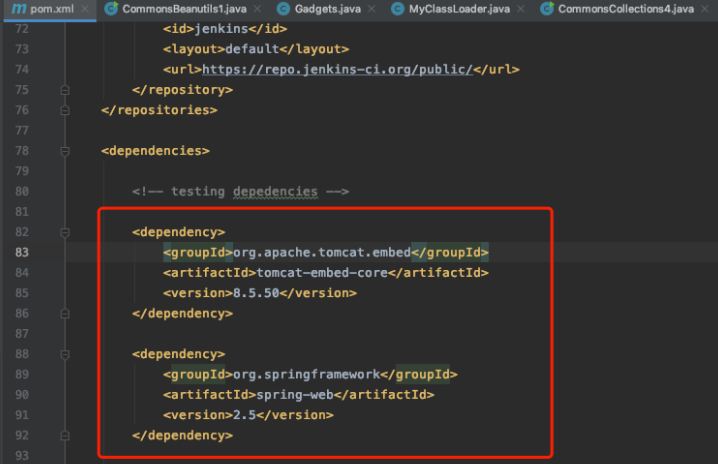 pom.xml × CommonsBeanutils1.java × Gadgets.java × MyClassLoader.java × CommonsCollections4.java ×
72 <id>jenkins</id>
73 <layout>default</layout>
74 <url>https://repo.jenkins-ci.org/public/</url>
75 </repository>
76 </repositories>
77
78 <dependencies>
79
80 <!-- testing depedencies -->
81
82 <dependency>
83 <groupId>org.apache.tomcat.embed</groupId>
84 <artifactId>tomcat-embed-core</artifactId>
85 <version>8.5.50</version>
86 </dependency>
87
88 <dependency>
89 <groupId>org.springframework</groupId>
90 <artifactId>spring-web</artifactId>
91 <version>2.5</version>
92 </dependency>
93